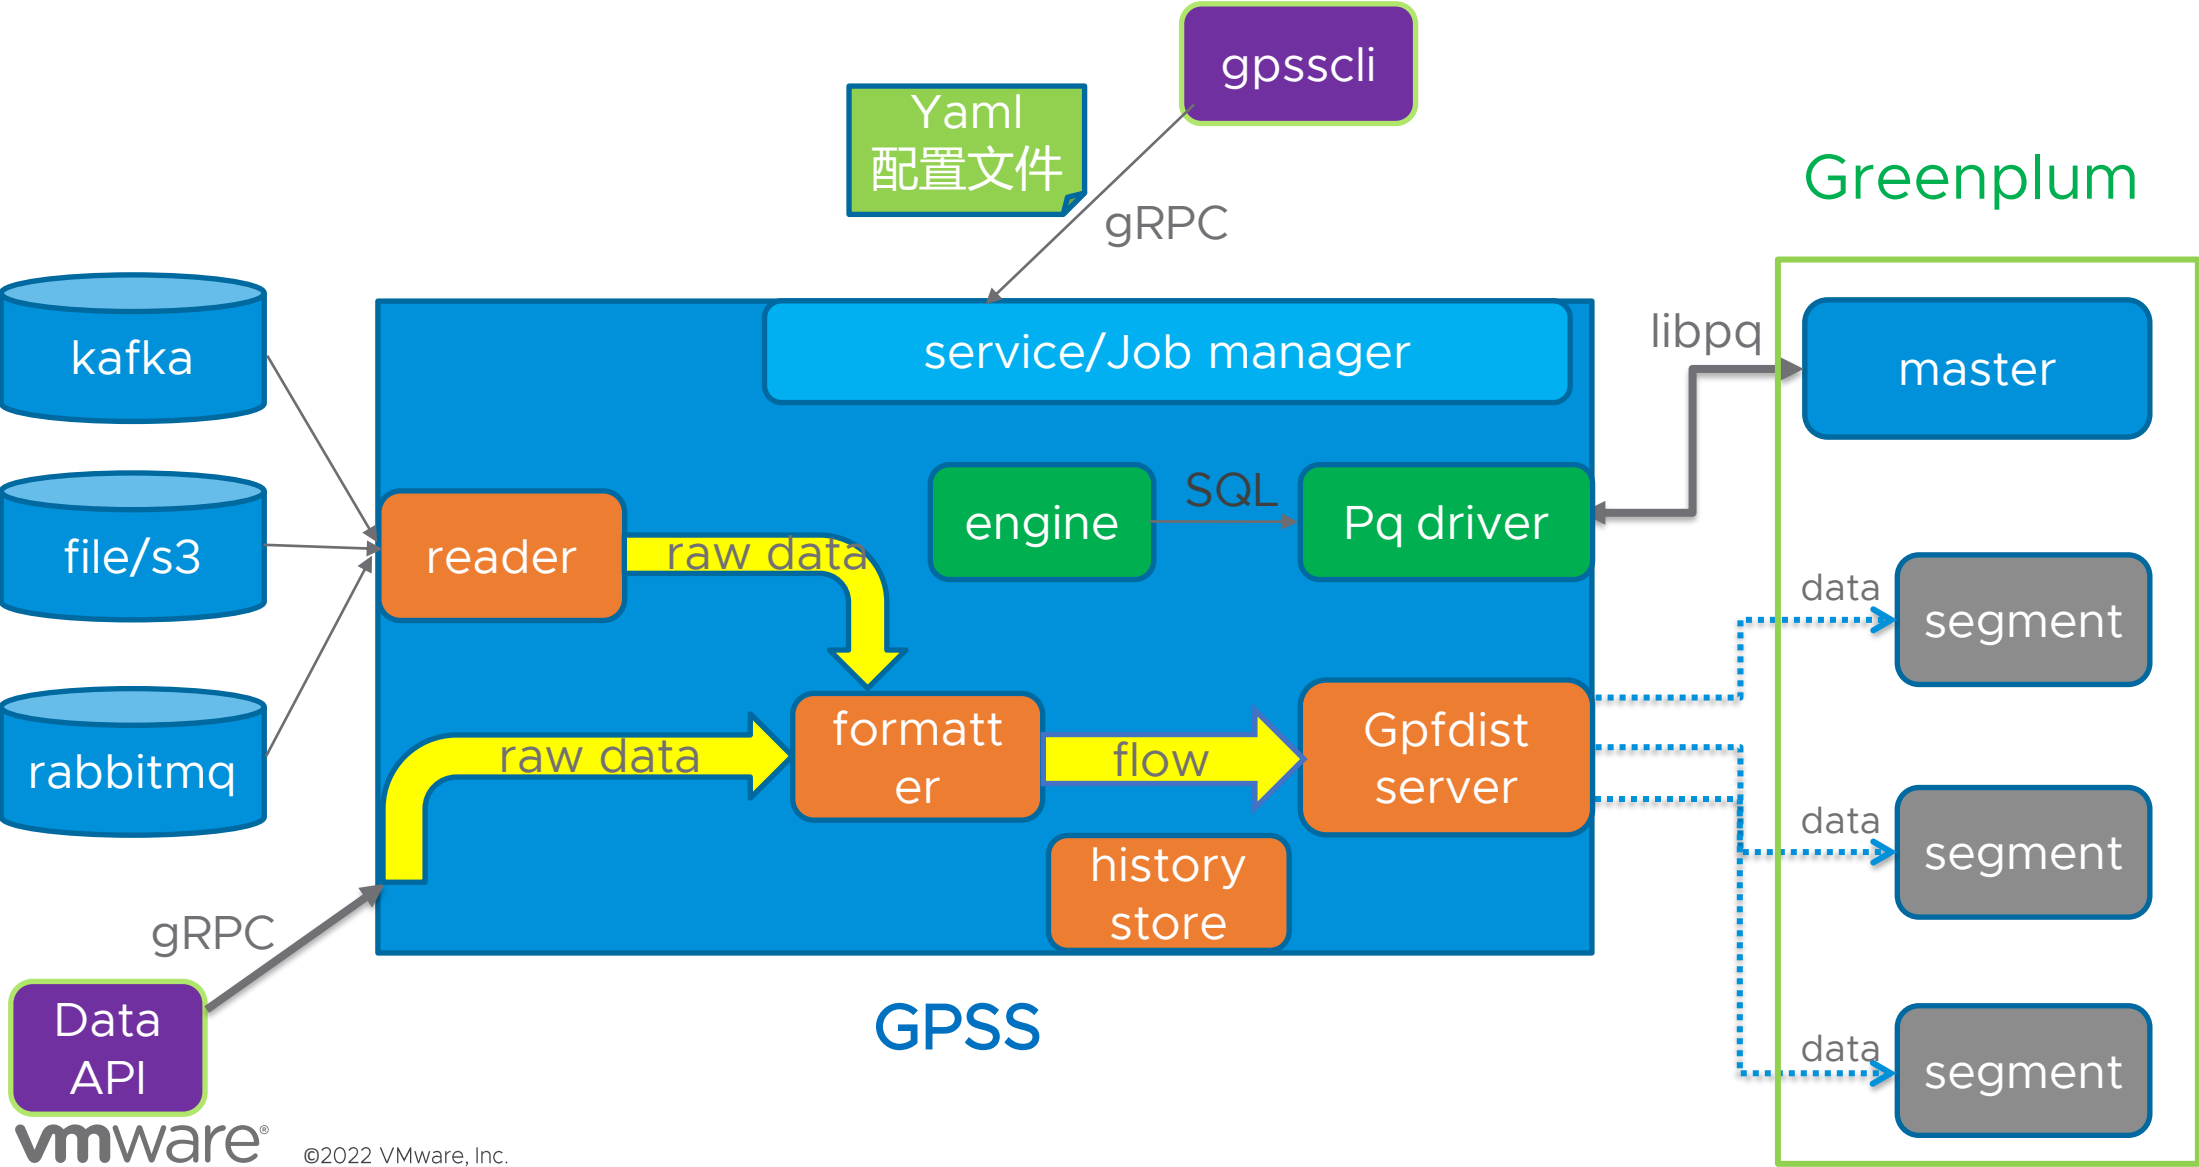 gpsscli
Yaml
配置文件
gRPC
Greenplum
kafka
service/Job manager
libpq
master
file/s3
reader
raw data
engine
SQL
Pq driver
data
segment
rabbitmq
raw data
formatt
er
flow
Gpfdist
server
data
segment
history
store
gRPC
Data
API
GPSS
data
segment
vmware®
©2022 VMware, Inc.